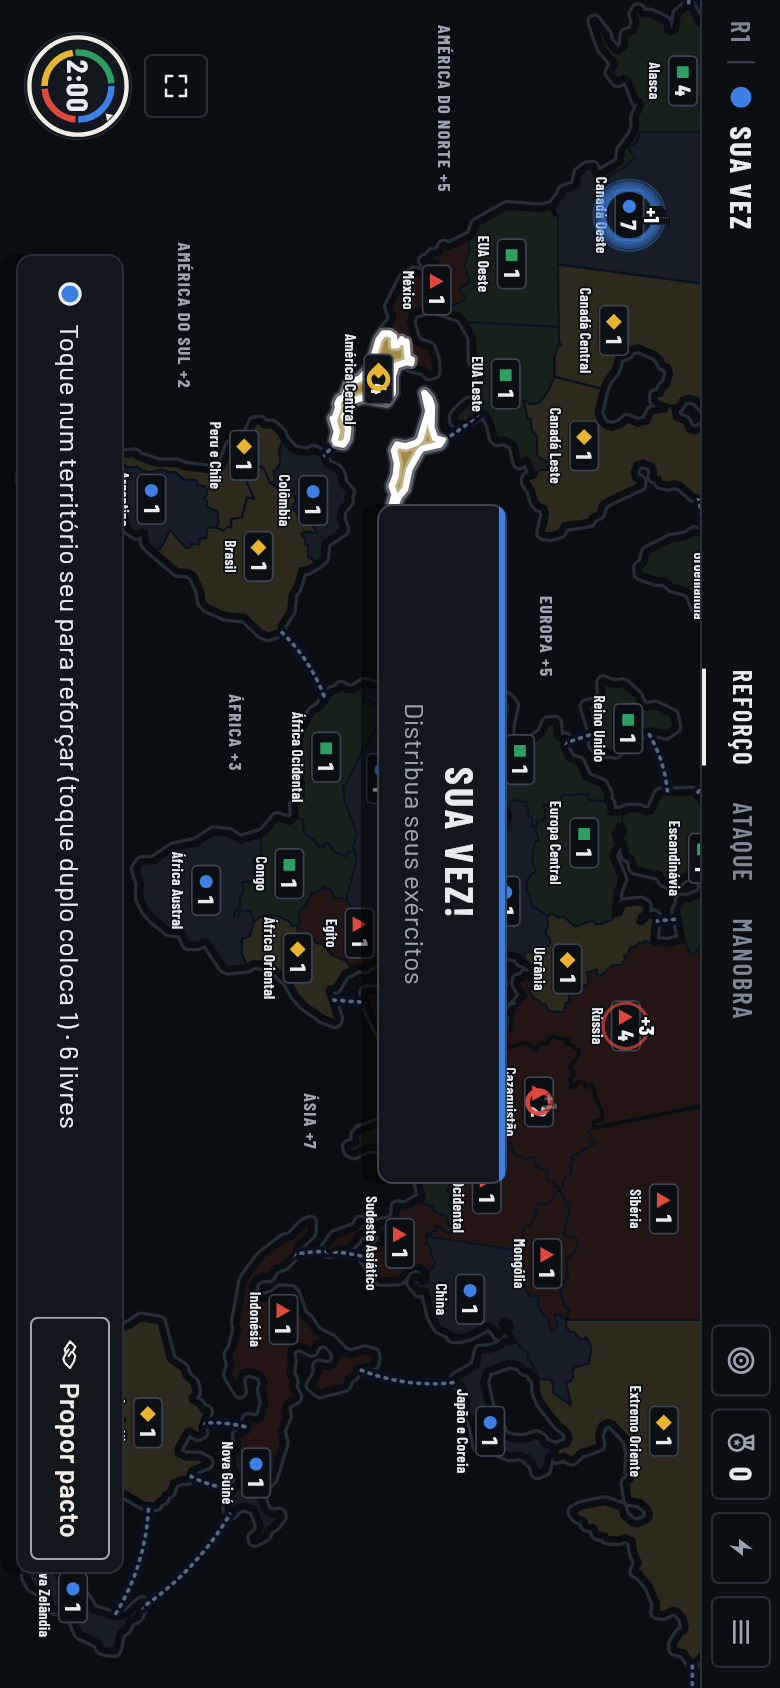 R1
SUA VEZ
REFORÇO
ATAQUE
MANOBRA
0
4
Alasca
+1
7
Canadá Oeste
1
Canadá Central
1
Canadá Leste
1
EUA Oeste
1
EUA Leste
1
México
América Central
AMÉRICA DO NORTE +5
Groenlândia
EUROPA +5
1
Reino Unido
Escandinávia
1
Europa Central
1
1
1
Ucrânia
+3
4
Rússia
2
Cazaquistão
1
Sibéria
1
Mongólia
1
Extremo Oriente
1
Ocidental
1
China
1
Japão e Coreia
1
Sudeste Asiático
1
Indonésia
1
Nova Guiné
ÁSIA +7
SUA VEZ!
Distribua seus exércitos
1
Colômbia
1
Peru e Chile
1
Brasil
1
AMÉRICA DO SUL +2
1
África Ocidental
1
Egito
1
Congo
1
África Oriental
1
África Austral
ÁFRICA +3
1
1
2:00
Toque num território seu para reforçar (toque duplo coloca 1) · 6 livres
Propor pacto